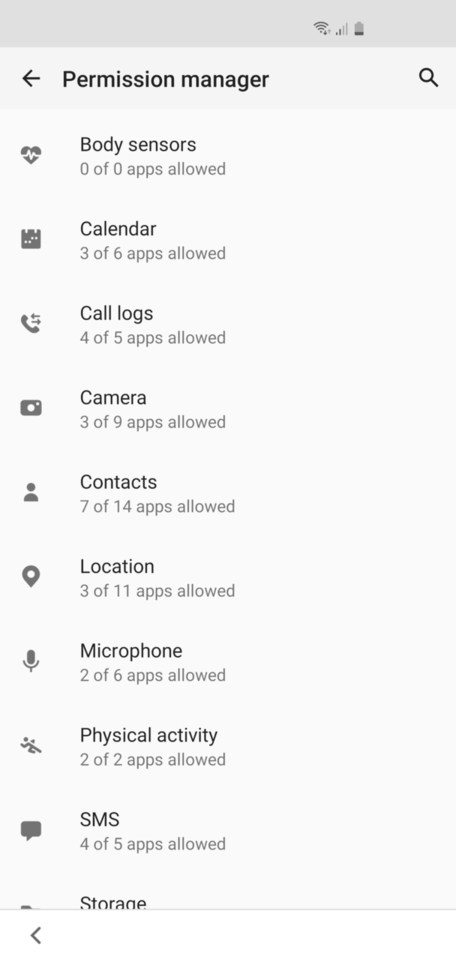 Permission manager
Body sensors
0 of 0 apps allowed
Calendar
3 of 6 apps allowed
Call logs
4 of 5 apps allowed
Camera
3 of 9 apps allowed
Contacts
7 of 14 apps allowed
Location
3 of 11 apps allowed
Microphone
2 of 6 apps allowed
Physical activity
2 of 2 apps allowed
SMS
4 of 5 apps allowed
Storage